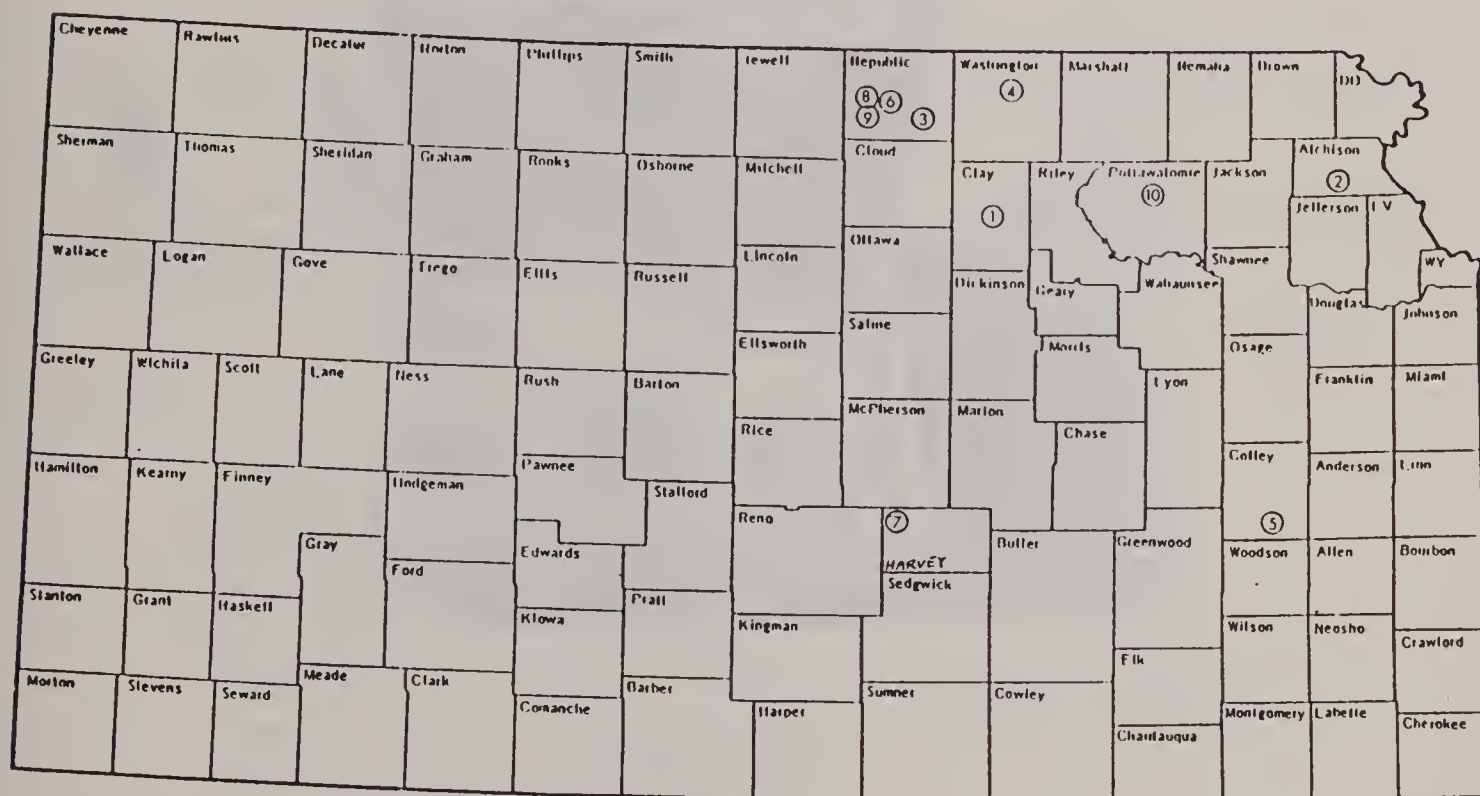 Cheyenne
Rawlins
Decatur
Norton
Phillips
Smith
Jewell
Republic
Washington
Marshall
Nemaha
Brown
DD
8
6
9
3
4
Sherman
Thomas
Sheridan
Graham
Rooks
Osborne
Mitchell
Cloud
Clay
Riley
Pottawatomie
Jackson
Atchison
1
10
2
Jefferson
LV
Wallace
Logan
Gove
Trego
Ellis
Russell
Lincoln
Ottawa
Dickinson
Geary
Wabaunsee
Shawnee
WY
Douglas
Johnson
Greeley
Wichita
Scott
Lane
Ness
Rush
Barton
Ellsworth
Saline
Morris
Lyon
Osage
Franklin
Miami
Rice
McPherson
Marion
Chase
Hamilton
Kearny
Finney
Hodgeman
Pawnee
Stafford
Coffey
Anderson
Linn
Reno
7
HARVEY
Sedgwick
Butler
Greenwood
5
Woodson
Allen
Bourbon
Gray
Ford
Edwards
Stanton
Grant
Haskell
Kiowa
Pratt
Kingman
Wilson
Neosho
Crawford
Elk
Morton
Stevens
Seward
Meade
Clark
Comanche
Barber
Harper
Sumner
Cowley
Chautauqua
Montgomery
Labette
Cherokee